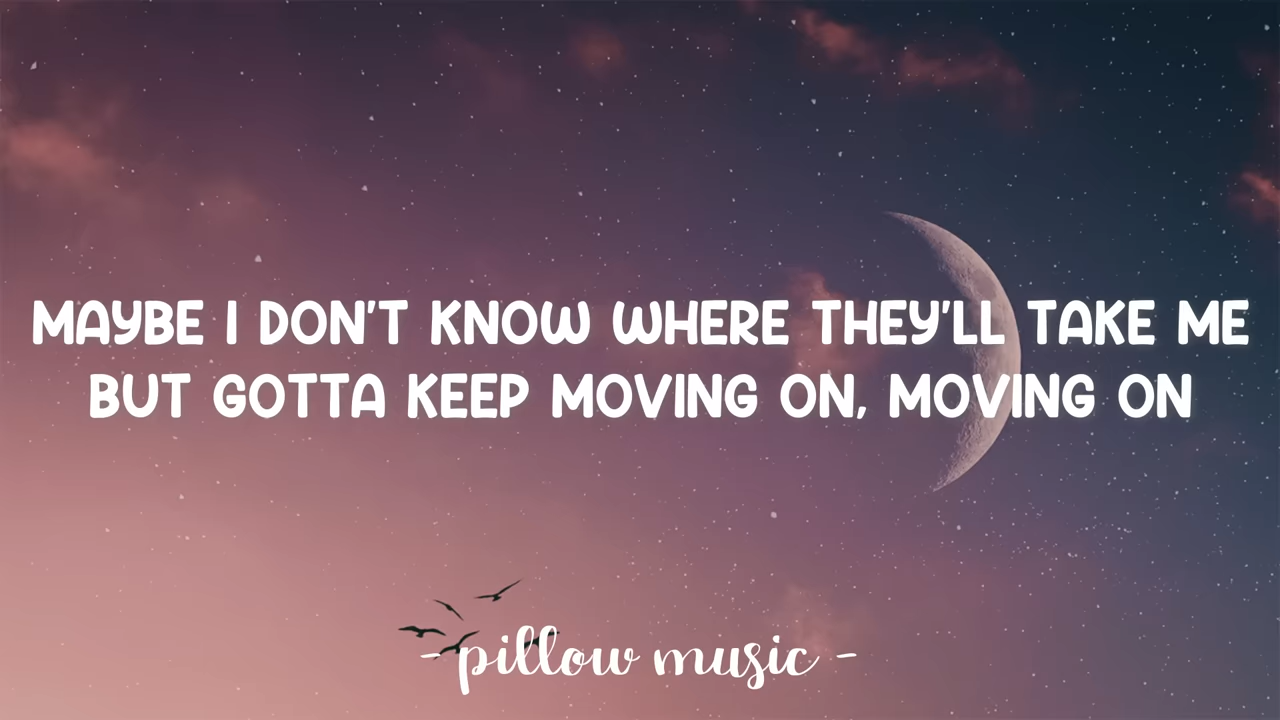 MAYBE I DON'T KNOW WHERE THEY'LL TAKE ME
BUT GOTTA KEEP MOVING ON, MOVING ON
- pillow music -